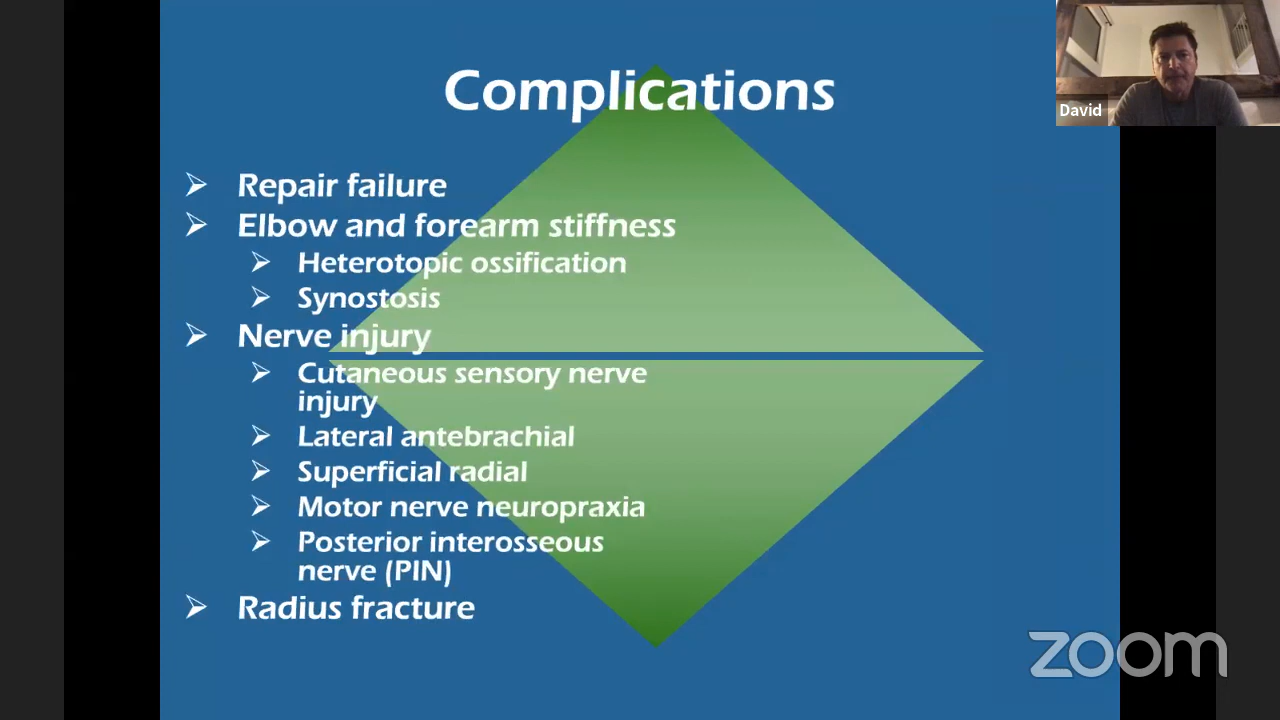 Complications
David
➢ Repair failure
➢ Elbow and forearm stiffness
➢ Heterotopic ossification
➢ Synostosis
➢ Nerve injury
➢ Cutaneous sensory nerve
injury
➢ Lateral antebrachial
➢ Superficial radial
➢ Motor nerve neuropraxia
➢ Posterior interosseous
nerve (PIN)
➢ Radius fracture
zoom